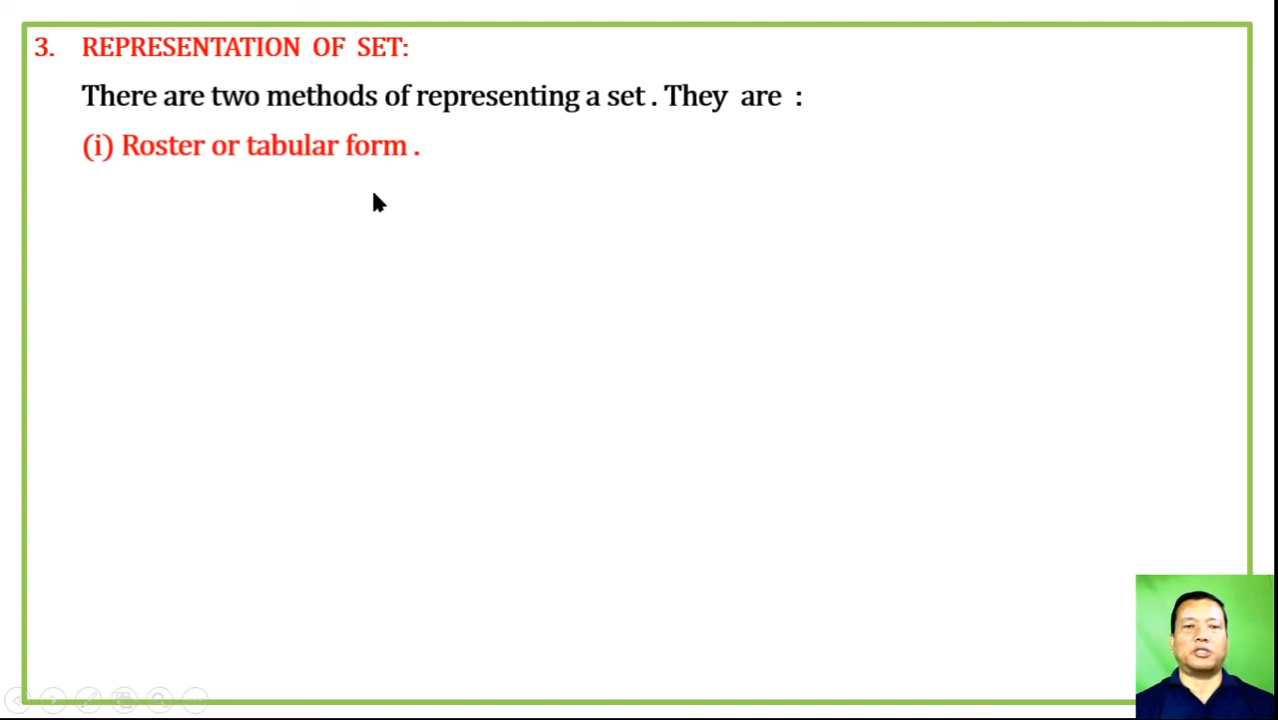 3. REPRESENTATION OF SET:
There are two methods of representing a set . They are :
(i) Roster or tabular form .